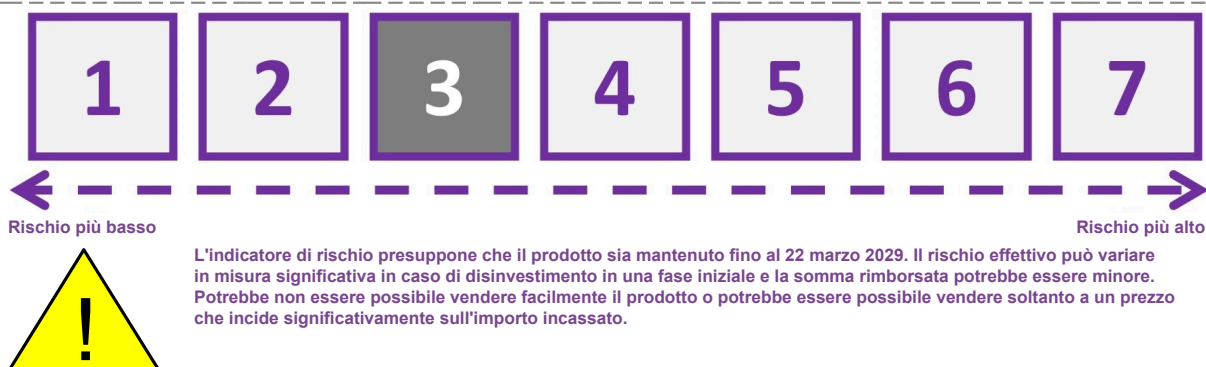 1 2 3 4 5 6 7
Rischio più basso Rischio più alto
L'indicatore di rischio presuppone che il prodotto sia mantenuto fino al 22 marzo 2029. Il rischio effettivo può variare
in misura significativa in caso di disinvestimento in una fase iniziale e la somma rimborsata potrebbe essere minore.
Potrebbe non essere possibile vendere facilmente il prodotto o potrebbe essere possibile vendere soltanto a un prezzo
che incide significativamente sull'importo incassato.
!